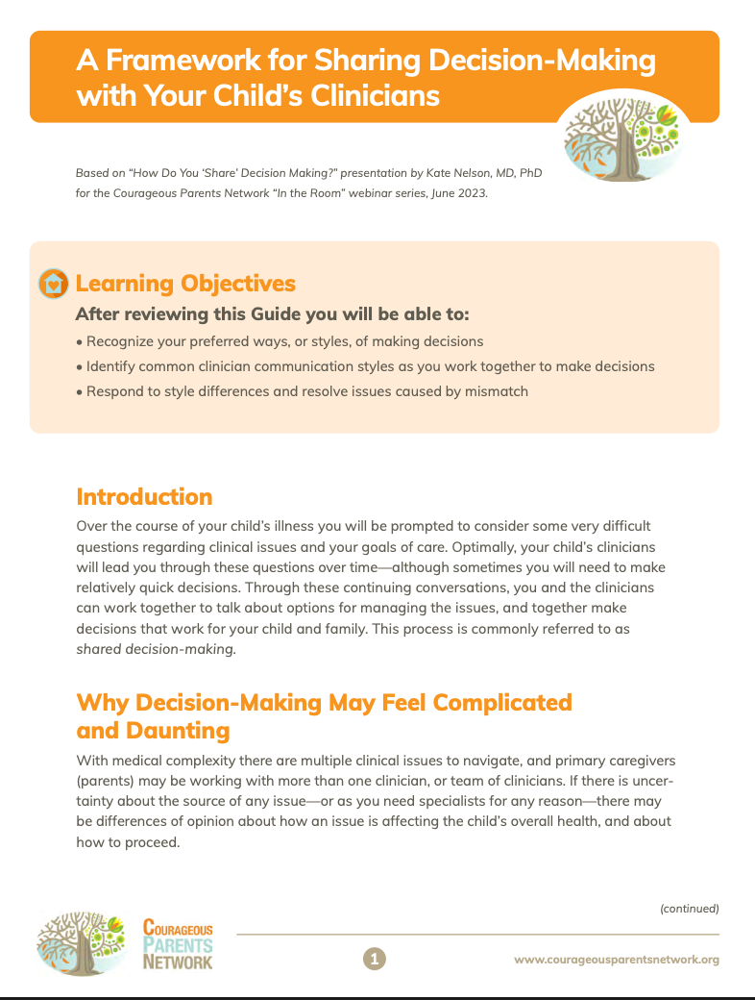 A Framework for Sharing Decision-Making
with Your Child’s Clinicians
Based on “How Do You ‘Share’ Decision Making?” presentation by Kate Nelson, MD, PhD
for the Courageous Parents Network “In the Room” webinar series, June 2023.
Learning Objectives
After reviewing this Guide you will be able to:
• Recognize your preferred ways, or styles, of making decisions
• Identify common clinician communication styles as you work together to make decisions
• Respond to style differences and resolve issues caused by mismatch
Introduction
Over the course of your child’s illness you will be prompted to consider some very difficult
questions regarding clinical issues and your goals of care. Optimally, your child’s clinicians
will lead you through these questions over time—although sometimes you will need to make
relatively quick decisions. Through these continuing conversations, you and the clinicians
can work together to talk about options for managing the issues, and together make
decisions that work for your child and family. This process is commonly referred to as
shared decision-making.
Why Decision-Making May Feel Complicated
and Daunting
With medical complexity there are multiple clinical issues to navigate, and primary caregivers
(parents) may be working with more than one clinician, or team of clinicians. If there is uncer-
tainty about the source of any issue—or as you need specialists for any reason—there may
be differences of opinion about how an issue is affecting the child’s overall health, and about
how to proceed.
(continued)
COURAGEOUS
PARENTS
NETWORK
1
www.courageousparentsnetwork.org